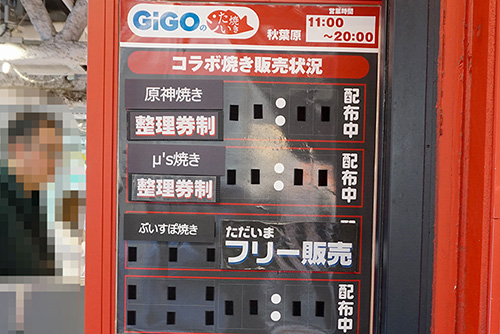 GiGOのたい焼き
秋葉原
営業時間
11:00
~20:00
コラボ焼き販売状況
原神焼き
整理券制
配布中
μ's焼き
整理券制
配布中
ぶいすぽ焼き
ただいま
フリー販売
配布中